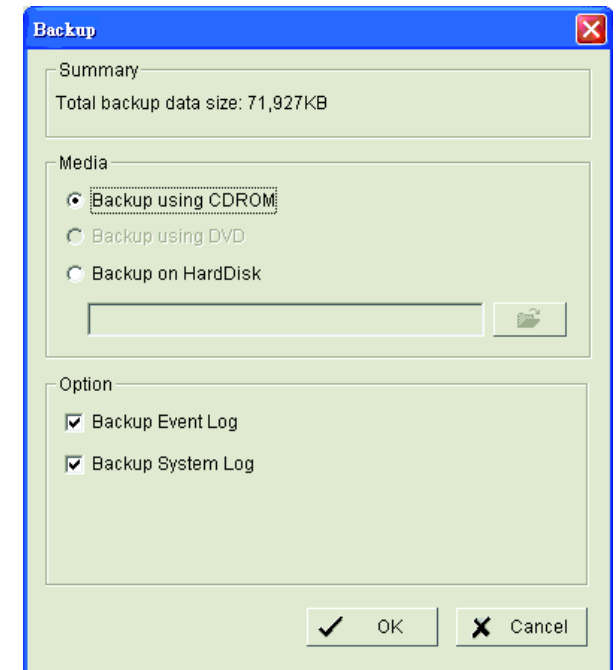 Backup
Summary
Total backup data size: 71,927KB
Media
Backup using CDROM
Backup using DVD
Backup on HardDisk
Option
Backup Event Log
Backup System Log
OK
Cancel